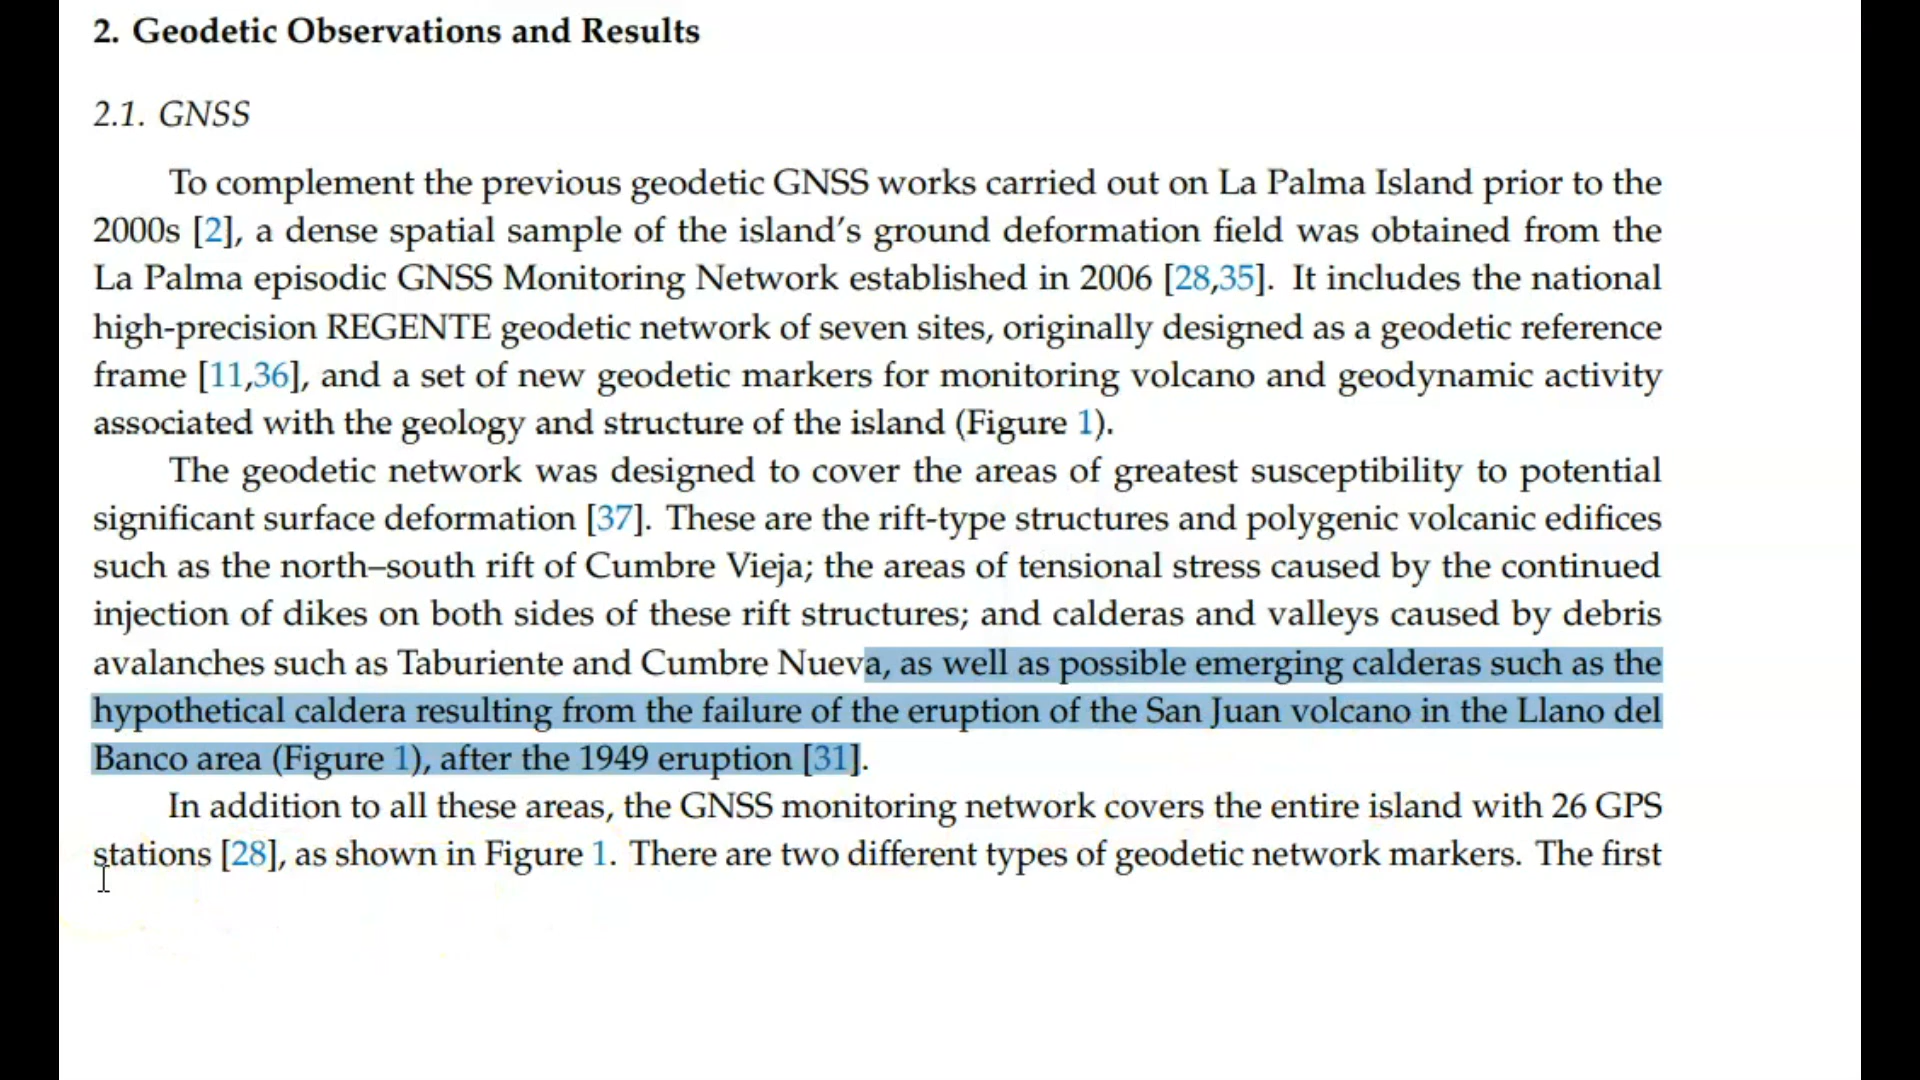 2. Geodetic Observations and Results
2.1. GNSS
To complement the previous geodetic GNSS works carried out on La Palma Island prior to the
2000s [2], a dense spatial sample of the island's ground deformation field was obtained from the
La Palma episodic GNSS Monitoring Network established in 2006 [28,35]. It includes the national
high-precision REGENTE geodetic network of seven sites, originally designed as a geodetic reference
frame [11,36], and a set of new geodetic markers for monitoring volcano and geodynamic activity
associated with the geology and structure of the island (Figure 1).
The geodetic network was designed to cover the areas of greatest susceptibility to potential
significant surface deformation [37]. These are the rift-type structures and polygenic volcanic edifices
such as the north–south rift of Cumbre Vieja; the areas of tensional stress caused by the continued
injection of dikes on both sides of these rift structures; and calderas and valleys caused by debris
avalanches such as Taburiente and Cumbre Nueva, as well as possible emerging calderas such as the
hypothetical caldera resulting from the failure of the eruption of the San Juan volcano in the Llano del
Banco area (Figure 1), after the 1949 eruption [31].
In addition to all these areas, the GNSS monitoring network covers the entire island with 26 GPS
stations [28], as shown in Figure 1. There are two different types of geodetic network markers. The first